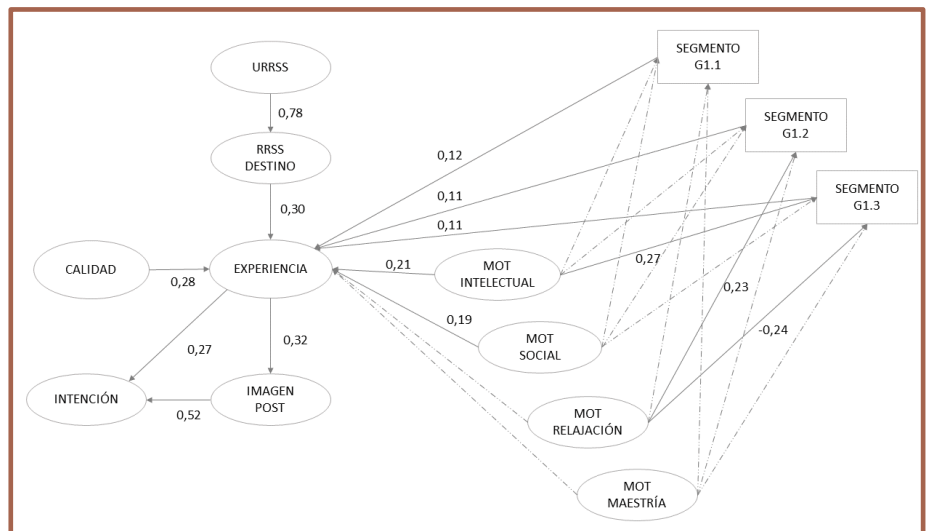 SEGMENTO
G1.1
URRSS
0,78
SEGMENTO
G1.2
RRSS
DESTINO
0,12
SEGMENTO
G1.3
0,30
0,11
0,11
CALIDAD
0,28
EXPERIENCIA
0,21
MOT
INTELECTUAL
0,27
0,23
0,19
MOT
SOCIAL
-0,24
0,27
0,32
INTENCIÓN
0,52
IMAGEN
POST
MOT
RELAJACIÓN
MOT
MAESTRÍA